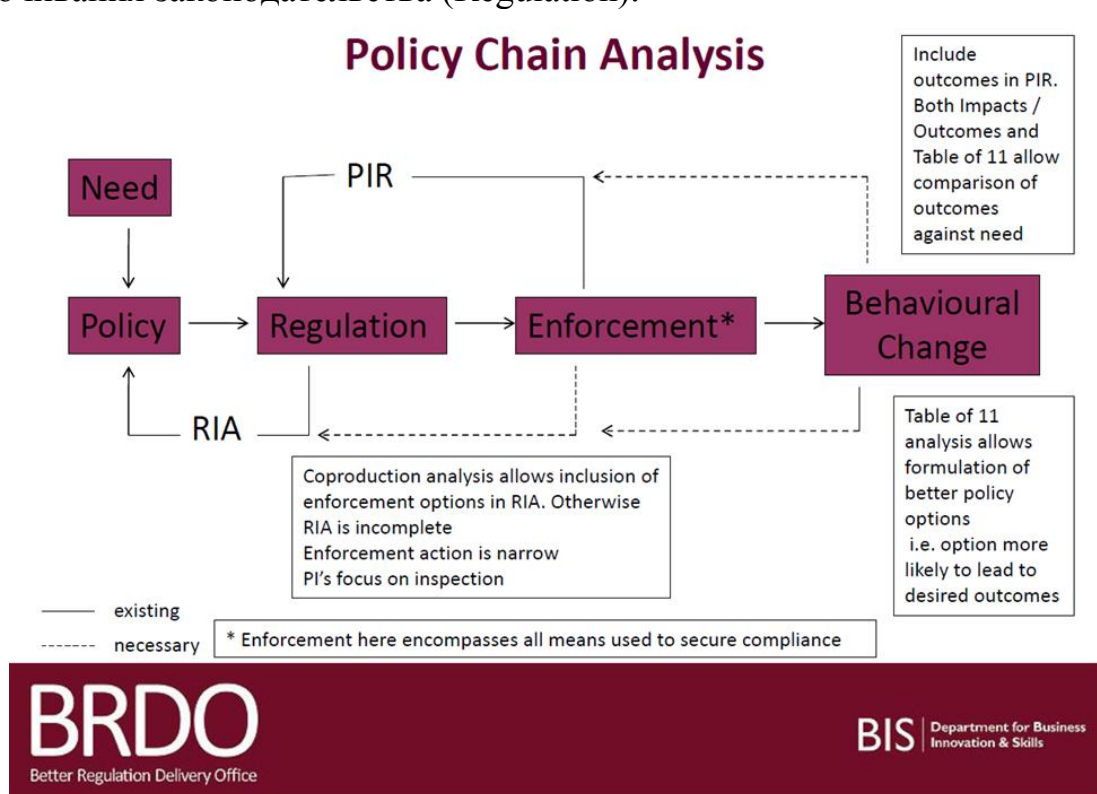 законодательства (Regulation).
Policy Chain Analysis
Include
outcomes in PIR.
Both Impacts /
Outcomes and
Table of 11 allow
comparison of
outcomes
against need
Need
PIR
Policy
Regulation
Enforcement*
Behavioural
Change
RIA
Coproduction analysis allows inclusion of
enforcement options in RIA. Otherwise
RIA is incomplete
Enforcement action is narrow
PI's focus on inspection
Table of 11
analysis allows
formulation of
better policy
options
i.e. option more
likely to lead to
desired outcomes
existing
necessary
* Enforcement here encompasses all means used to secure compliance
BRDO
Better Regulation Delivery Office
BIS
Department for Business
Innovation & Skills